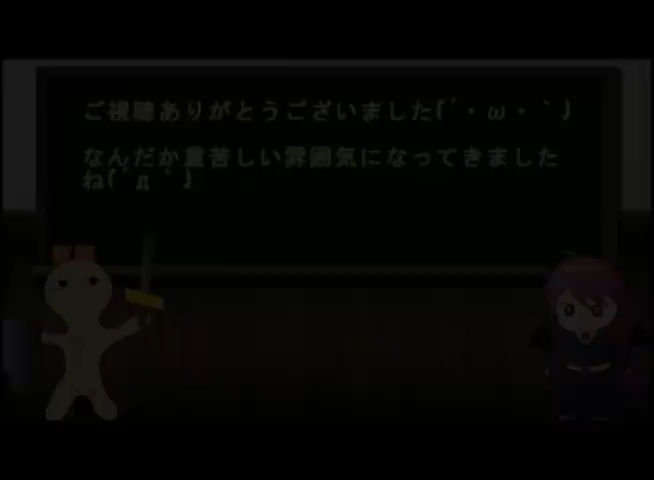 ご視聴ありがとうございました(´・ω・｀)
なんだか重苦しい雰囲気になってきました
ね(´д｀)